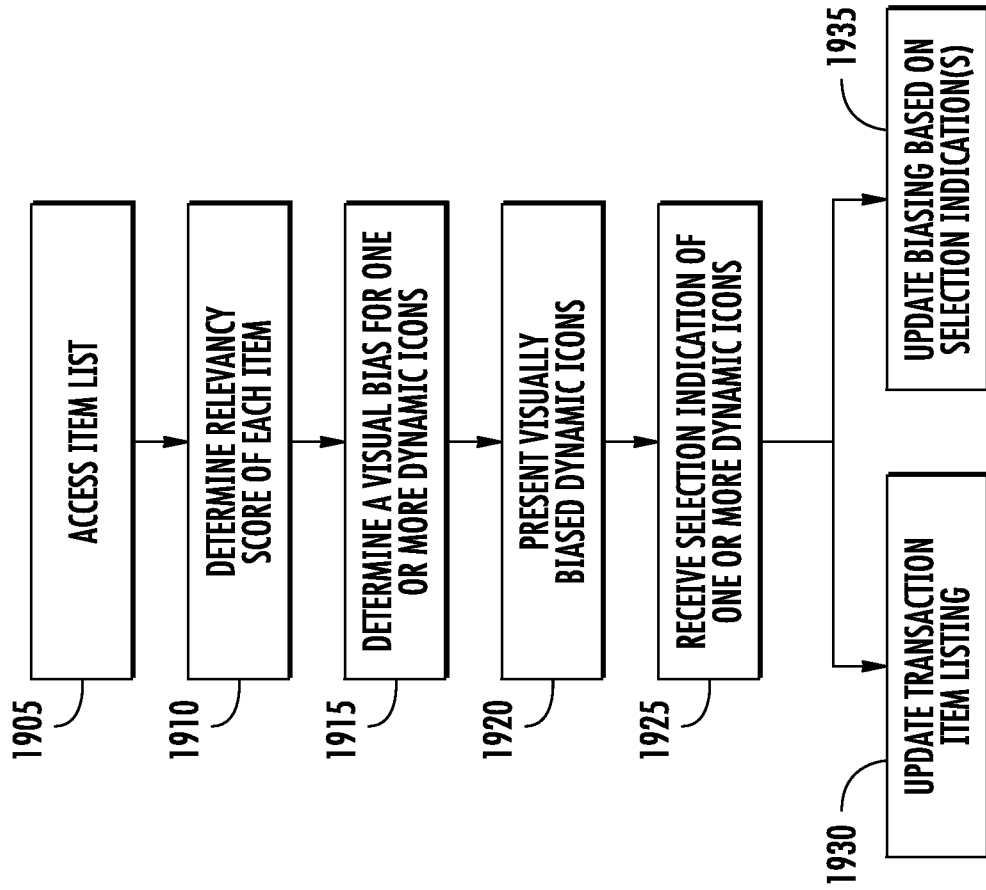 1905
ACCESS ITEM LIST
1910
DETERMINE RELEVANCY
SCORE OF EACH ITEM
1915
DETERMINE A VISUAL BIAS FOR ONE
OR MORE DYNAMIC ICONS
1920
PRESENT VISUALLY
BIASED DYNAMIC ICONS
1925
RECEIVE SELECTION INDICATION OF
ONE OR MORE DYNAMIC ICONS
1930
UPDATE TRANSACTION
ITEM LISTING
1935
UPDATE BIASING BASED ON
SELECTION INDICATION(S)